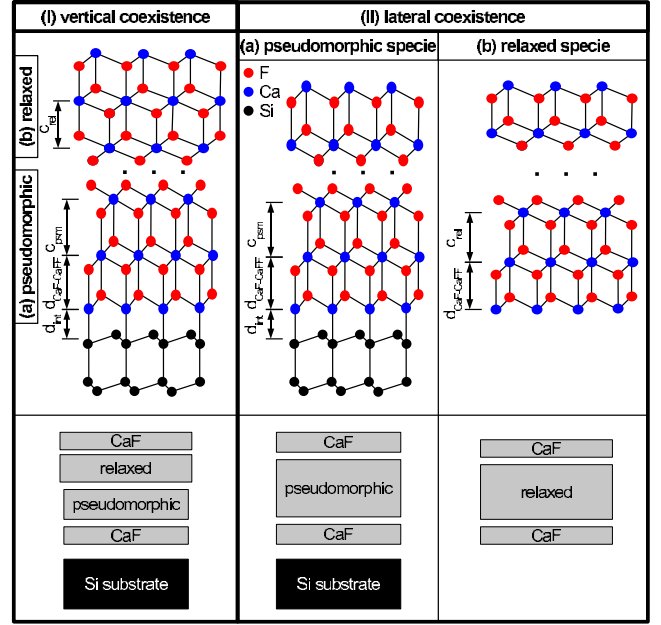 (I) vertical coexistence
(II) lateral coexistence
(a) pseudomorphic specie
(b) relaxed specie
(b) relaxed
c_rel
(a) pseudomorphic
c_psm
d_CaF-CaFF
d_int
F
Ca
Si
c_psm
d_CaF-CaFF
d_int
c_rel
d_CaF-CaFF
CaF
relaxed
pseudomorphic
CaF
Si substrate
CaF
pseudomorphic
CaF
Si substrate
CaF
relaxed
CaF